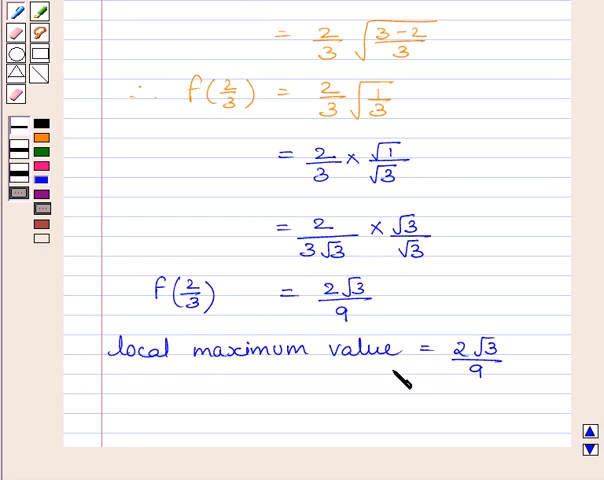 = 2/3 √((3-2)/3)
∴ f(2/3) = 2/3 √(1/3)
= 2/3 × √1/√3
= 2/(3√3) × √3/√3
f(2/3) = 2√3/9
local maximum value = 2√3/9